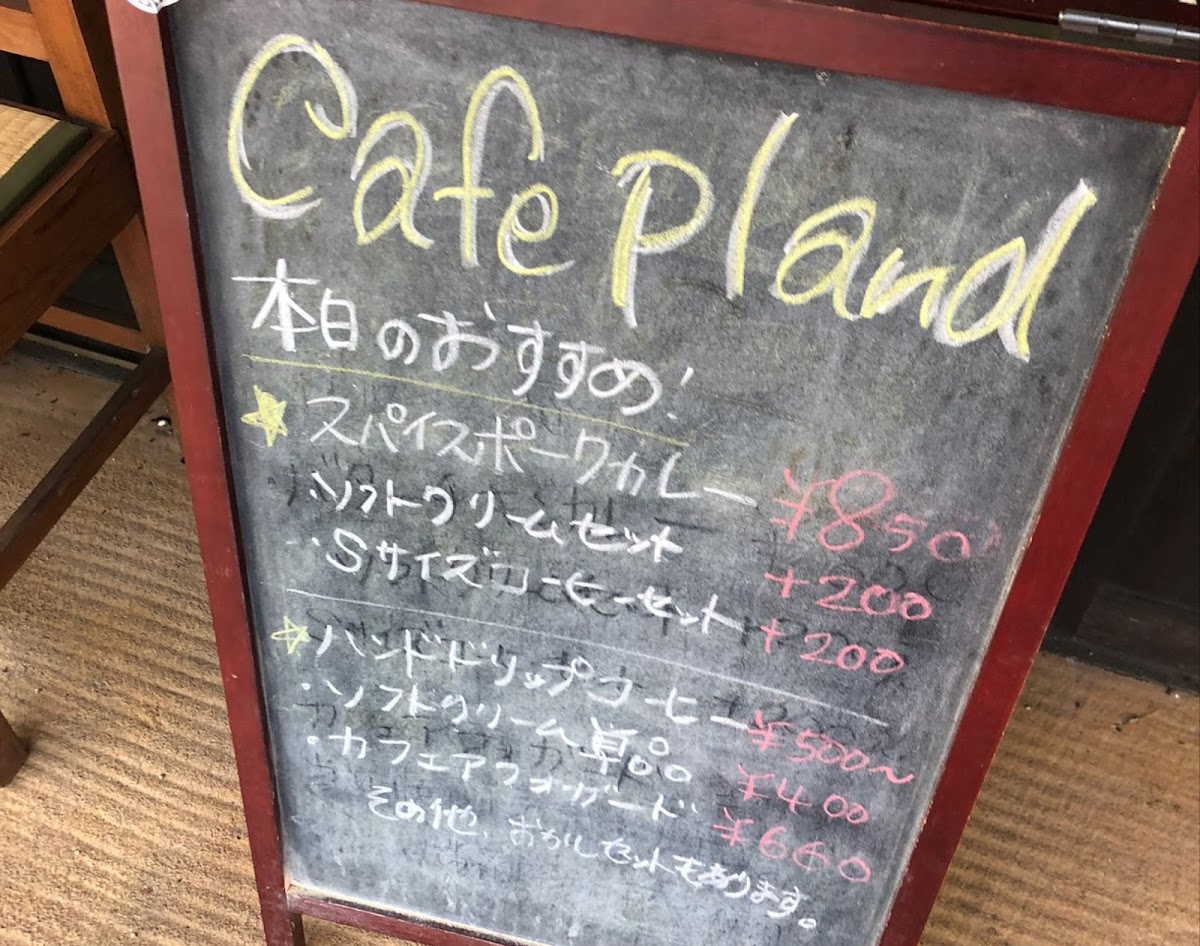 Cafe Pland
本日のおすすめ!
スパイスポークカレー ¥850
・ソフトクリームセット +200
・Sサイズコーヒーセット +200
ハンドドリップコーヒー ¥500〜
・ソフトクリーム単品 ¥400
・カフェアフォガード ¥660
その他、おかしセットもあります。